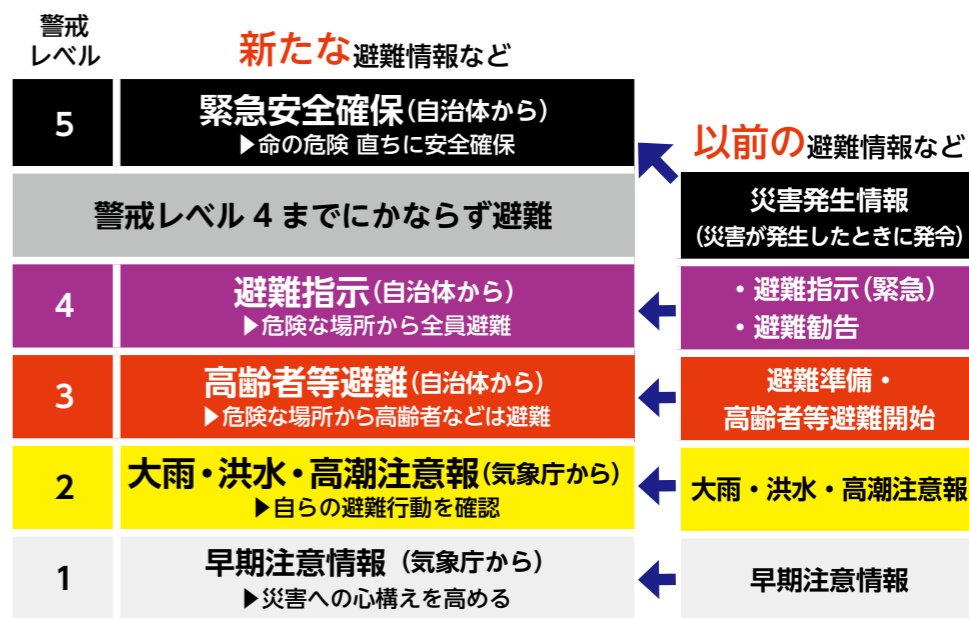 警戒
レベル
新たな避難情報など
5
緊急安全確保(自治体から)
▶命の危険 直ちに安全確保
警戒レベル4までにかならず避難
4
避難指示(自治体から)
▶危険な場所から全員避難
3
高齢者等避難(自治体から)
▶危険な場所から高齢者などは避難
2
大雨・洪水・高潮注意報(気象庁から)
▶自らの避難行動を確認
1
早期注意情報(気象庁から)
▶災害への心構えを高める
以前の避難情報など
災害発生情報
(災害が発生したときに発令)
・避難指示(緊急)
・避難勧告
避難準備・
高齢者等避難開始
大雨・洪水・高潮注意報
早期注意情報